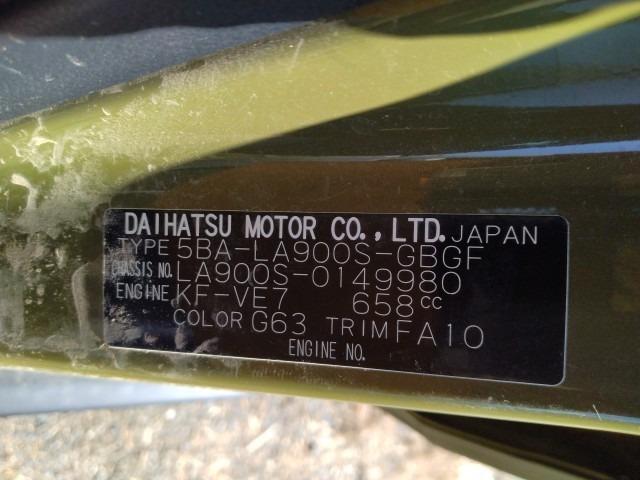 DAIHATSU MOTOR CO., LTD. JAPAN
TYPE 5BA-LA900S-GBGF
CHASSIS NO. LA900S-0149980
ENGINE KF-VE7 658cc
COLOR G63 TRIM FA10
ENGINE NO.